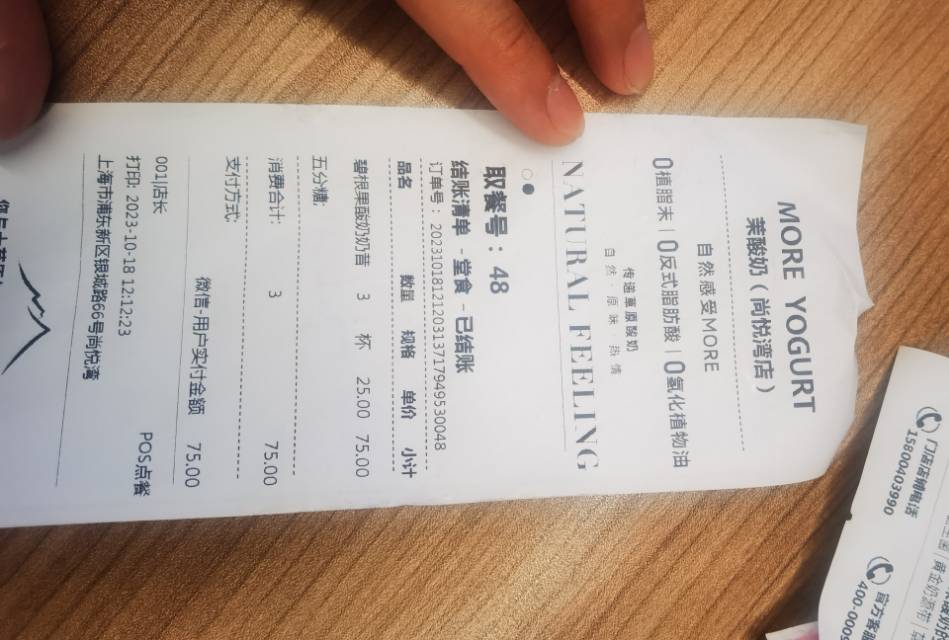 MORE YOGURT
茉酸奶（尚悦湾店）
自然感受MORE
0植脂末 | 0反式脂肪酸 | 0氢化植物油
传递草原酸奶
自然·原味·热情
NATURAL FEELING
取餐号：48
结账清单 - 堂食 - 已结账
订单号：20231018121203137179495300 48
品名 数量 规格 单价 小计
碧根果酸奶奶昔 3 杯 25.00 75.00
五分糖;
消费合计: 3 75.00
支付方式:
微信-用户实付金额 75.00
001|店长 POS点餐
打印: 2023-10-18 12:12:23
上海市浦东新区银城路66号尚悦湾
门店店铺电话
15800403990
官方客
400-000